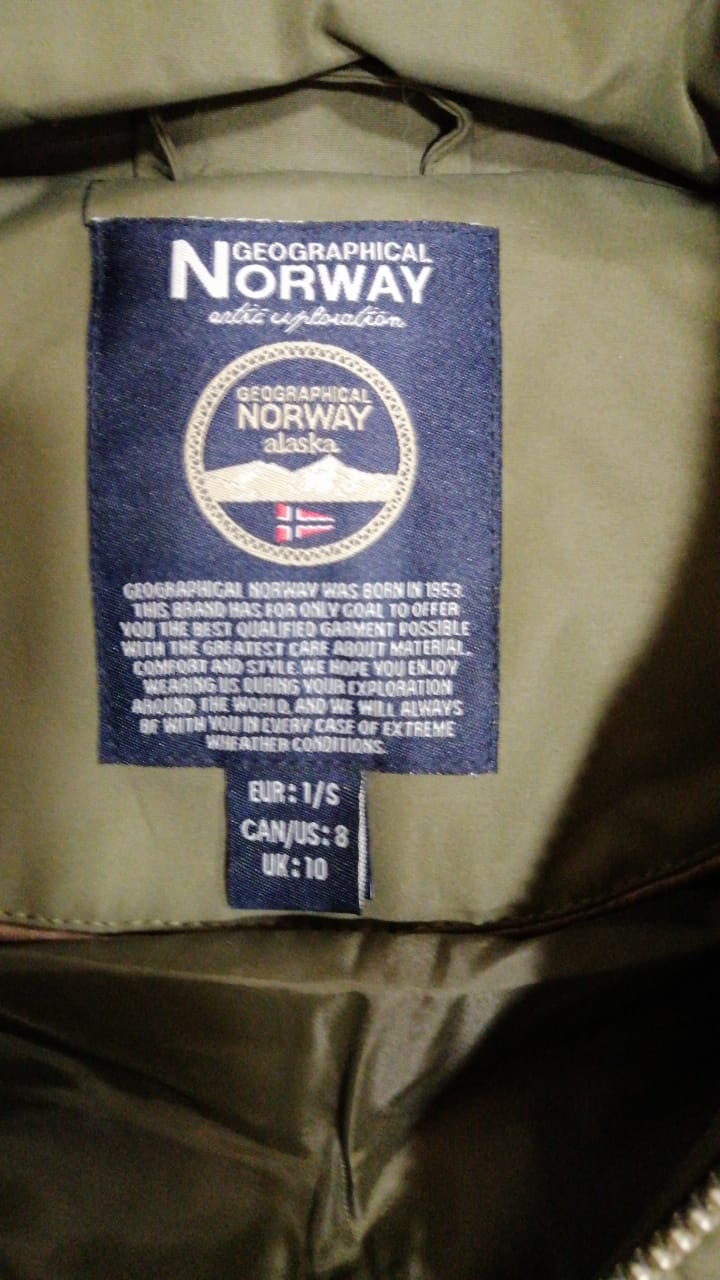 GEOGRAPHICAL
NORWAY
artic exploration
GEOGRAPHICAL
NORWAY
alaska
GEOGRAPHICAL NORWAY WAS BORN IN 1953.
THIS BRAND HAS FOR ONLY GOAL TO OFFER
YOU THE BEST QUALIFIED GARMENT POSSIBLE
WITH THE GREATEST CARE ABOUT MATERIAL,
COMFORT AND STYLE. WE HOPE YOU ENJOY
WEARING US DURING YOUR EXPLORATION
AROUND THE WORLD, AND WE WILL ALWAYS
BE WITH YOU IN EVERY CASE OF EXTREME
WHEATHER CONDITIONS.
EUR: 1/S
CAN/US: 8
UK: 10